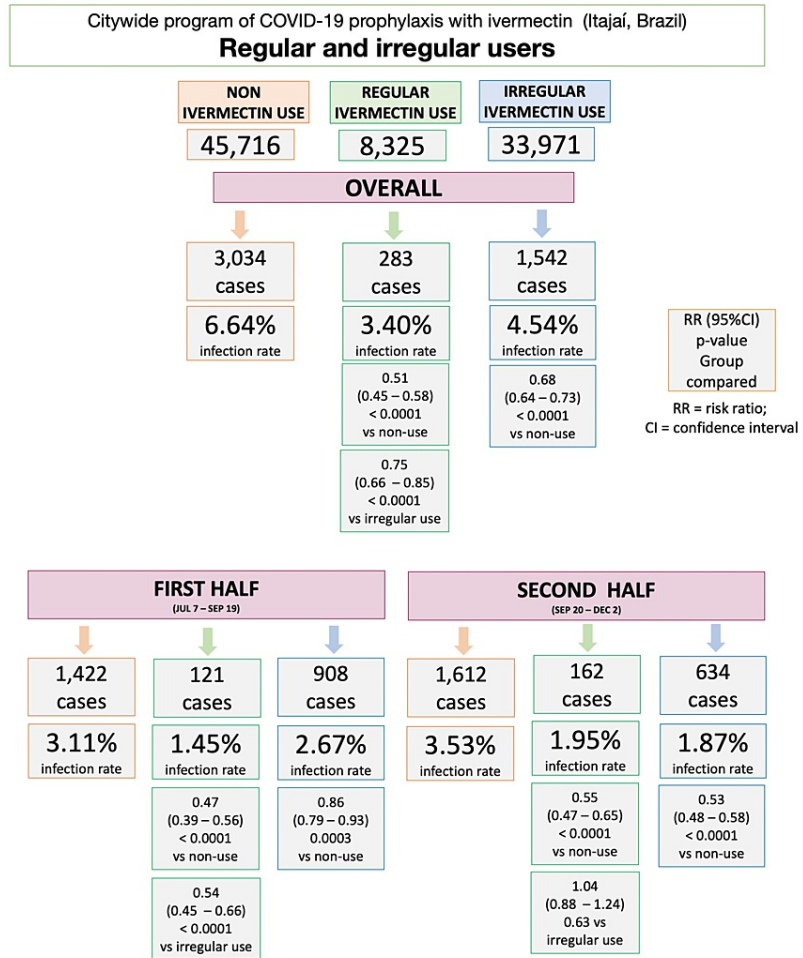 Citywide program of COVID-19 prophylaxis with ivermectin (Itajaí, Brazil)
Regular and irregular users
NON
IVERMECTIN USE
45,716
REGULAR
IVERMECTIN USE
8,325
IRREGULAR
IVERMECTIN USE
33,971
OVERALL
3,034
cases
6.64%
infection rate
283
cases
3.40%
infection rate
0.51
(0.45 – 0.58)
< 0.0001
vs non-use
0.75
(0.66 – 0.85)
< 0.0001
vs irregular use
1,542
cases
4.54%
infection rate
0.68
(0.64 – 0.73)
< 0.0001
vs non-use
RR (95%CI)
p-value
Group
compared
RR = risk ratio;
CI = confidence interval
FIRST HALF
(JUL 7 – SEP 19)
1,422
cases
3.11%
infection rate
121
cases
1.45%
infection rate
0.47
(0.39 – 0.56)
< 0.0001
vs non-use
0.54
(0.45 – 0.66)
< 0.0001
vs irregular use
908
cases
2.67%
infection rate
0.86
(0.79 – 0.93)
0.0003
vs non-use
SECOND HALF
(SEP 20 – DEC 2)
1,612
cases
3.53%
infection rate
162
cases
1.95%
infection rate
0.55
(0.47 – 0.65)
< 0.0001
vs non-use
1.04
(0.88 – 1.24)
0.63 vs
irregular use
634
cases
1.87%
infection rate
0.53
(0.48 – 0.58)
< 0.0001
vs non-use